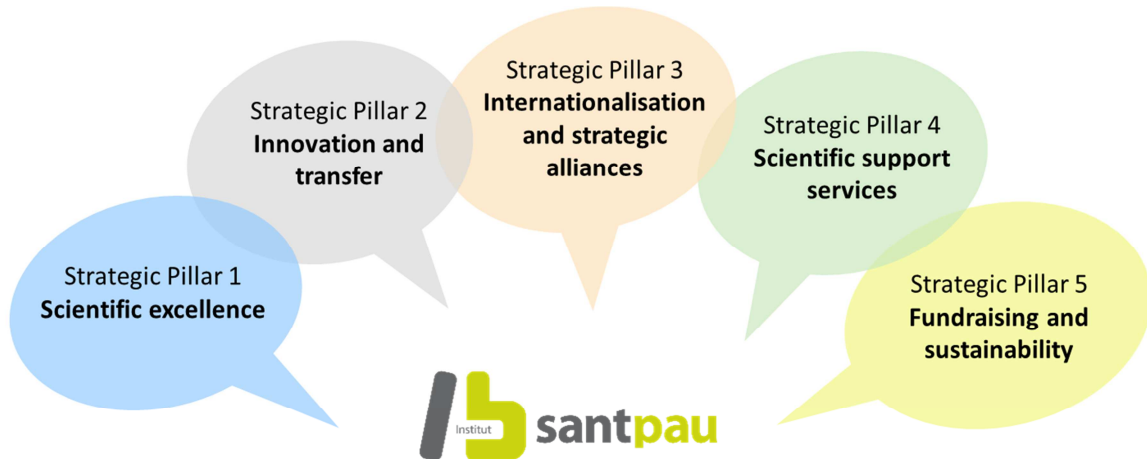 Strategic Pillar 1
Scientific excellence
Strategic Pillar 2
Innovation and
transfer
Strategic Pillar 3
Internationalisation
and strategic
alliances
Strategic Pillar 4
Scientific support
services
Strategic Pillar 5
Fundraising and
sustainability
Institut
santpau